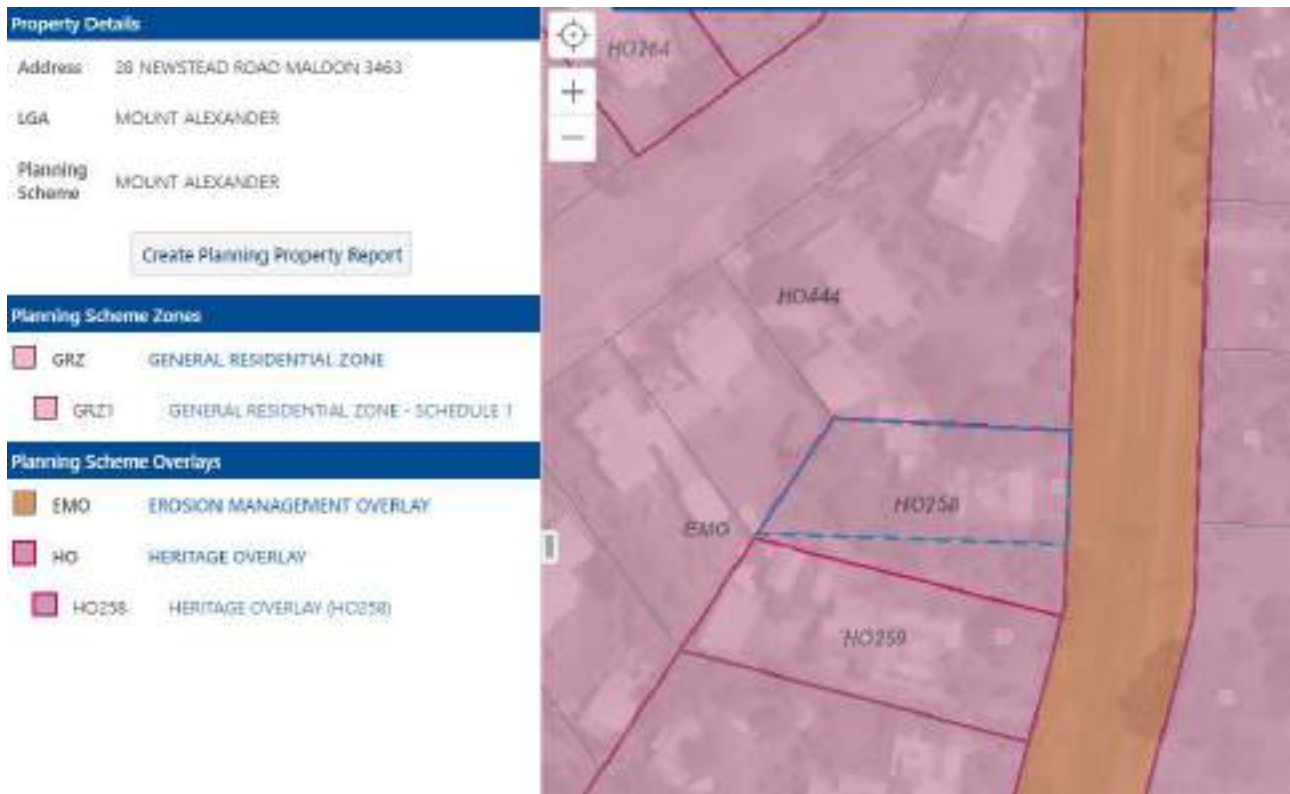 Property Details
Address 28 NEWSTEAD ROAD MALDON 3463
LGA MOUNT ALEXANDER
Planning
Scheme MOUNT ALEXANDER
Create Planning Property Report
Planning Scheme Zones
GRZ GENERAL RESIDENTIAL ZONE
GRZ1 GENERAL RESIDENTIAL ZONE - SCHEDULE 1
Planning Scheme Overlays
EMO EROSION MANAGEMENT OVERLAY
HO HERITAGE OVERLAY
HO258 HERITAGE OVERLAY (HO258)
+
−
HO264
HO444
HO258
EMO
HO259